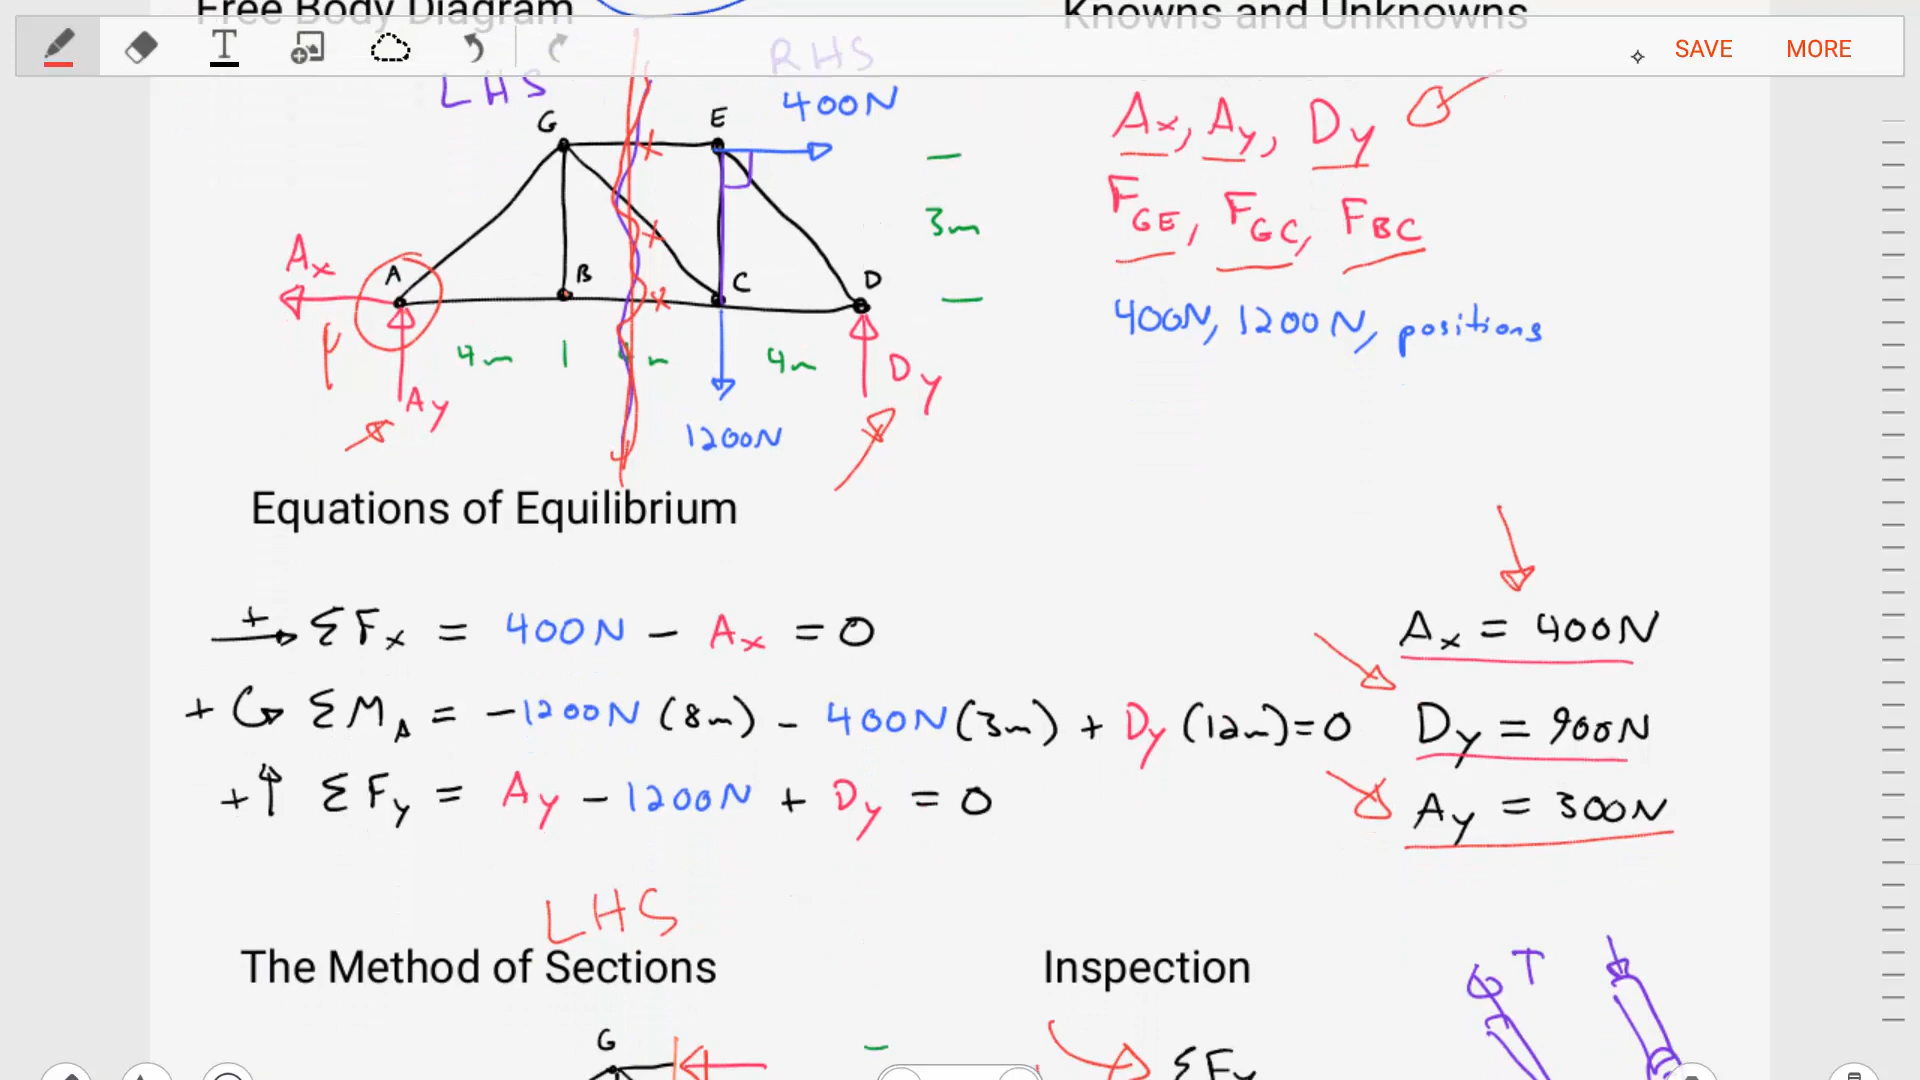 Free Body Diagram
Knowns and Unknowns
T
SAVE
MORE
LHS
RHS
400N
G
E
Ax, Ay, Dy
FGE, FGC, FBC
3m
Ax
A
B
C
D
400N, 1200N, positions
4m
4m
Dy
Ay
1200N
Equations of Equilibrium
+ ΣFx = 400N - Ax = 0
Ax = 400N
+ ΣMA = -1200N (8m) - 400N (3m) + Dy (12m) = 0
Dy = 900N
+↑ ΣFy = Ay - 1200N + Dy = 0
Ay = 300N
LHS
The Method of Sections
Inspection
T
G
ΣFy